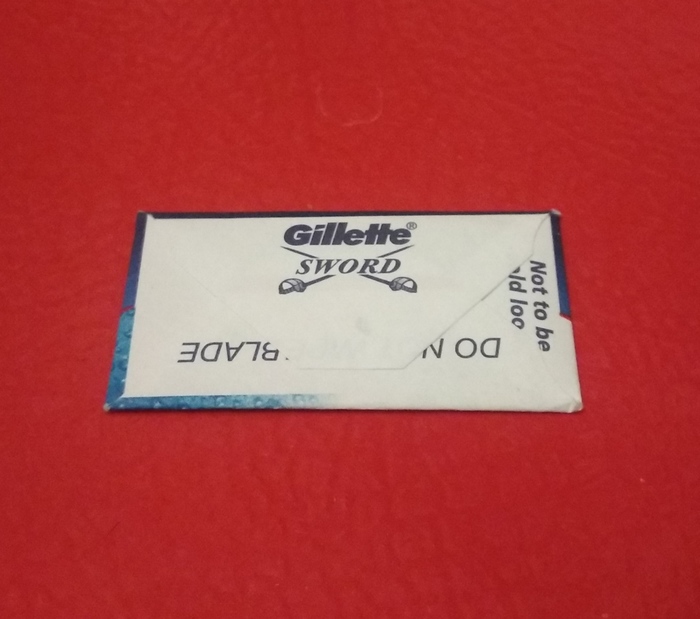 Gillette®
SWORD
DO N BLADE
Not to be
ld loo